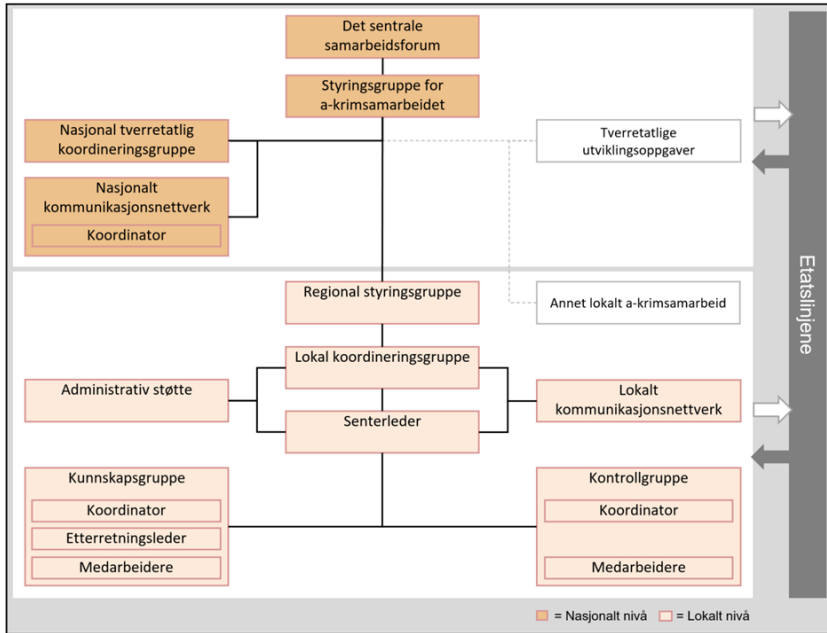 Det sentrale
samarbeidsforum
Styringsgruppe for
a-krimsamarbeidet
Nasjonal tverretatlig
koordineringsgruppe
Tverretatlige
utviklingsoppgaver
Nasjonalt
kommunikasjonsnettverk
Koordinator
Regional styringsgruppe
Annet lokalt a-krimsamarbeid
Lokal koordineringsgruppe
Administrativ støtte
Lokalt
kommunikasjonsnettverk
Senterleder
Kunnskapsgruppe
Koordinator
Etterretningsleder
Medarbeidere
Kontrollgruppe
Koordinator
Medarbeidere
Etatslinjene
= Nasjonalt nivå
= Lokalt nivå